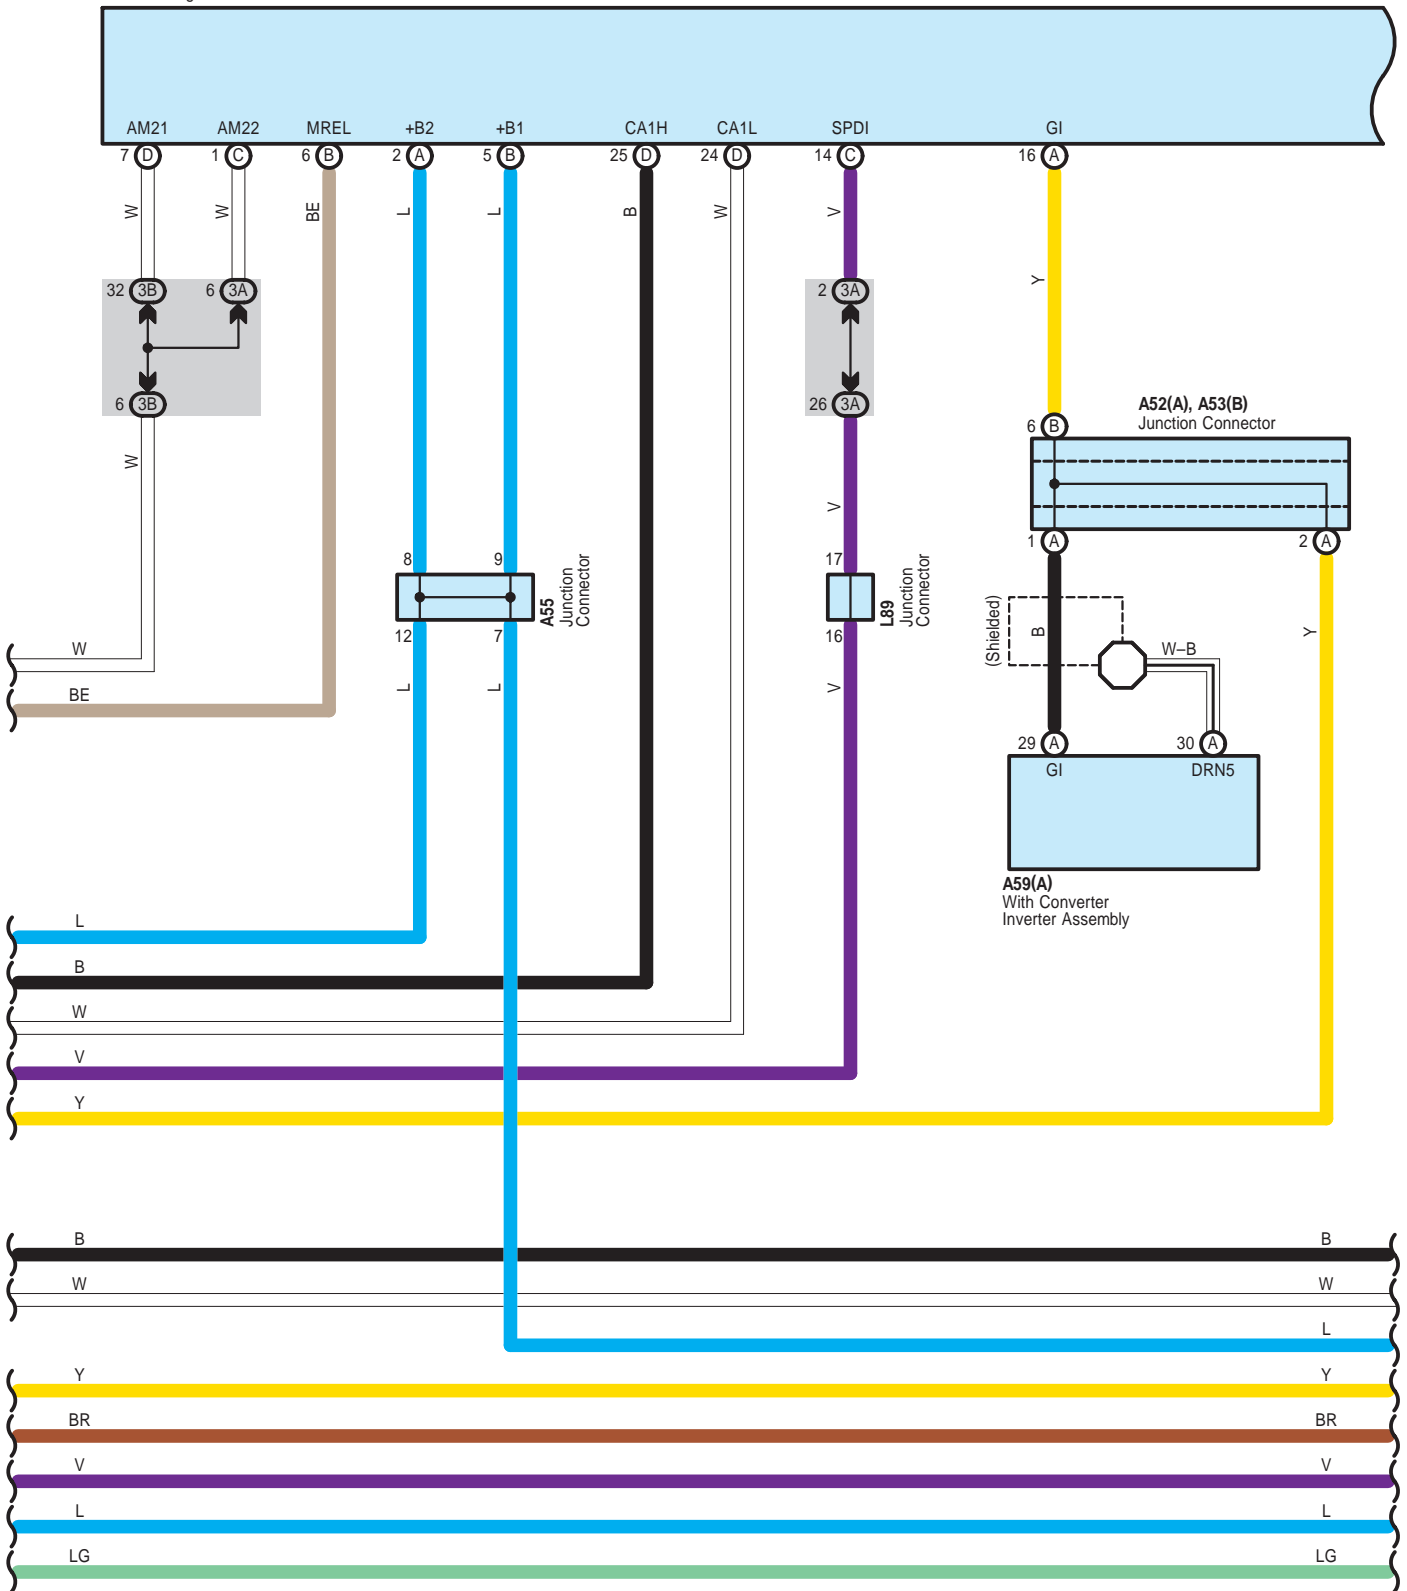 AM21 AM22 MREL +B2 +B1 CA1H CA1L SPDI GI
7 D 1 C 6 B 2 A 5 B 25 D 24 D 14 C 16 A
W W BE L L B W V Y
32 3B 6 3A 2 3A
6 3B 26 3A
A52(A), A53(B)
Junction Connector
6 B
W V
1 A 2 A
8 9 17
A55
Junction
Connector
L89
Junction
Connector
12 7 16
(Shielded)
B W–B Y
W
L L V
BE
29 A 30 A
GI DRN5
A59(A)
With Converter
Inverter Assembly
L
B
W
V
Y
B B
W W
L
Y Y
BR BR
V V
L L
LG LG